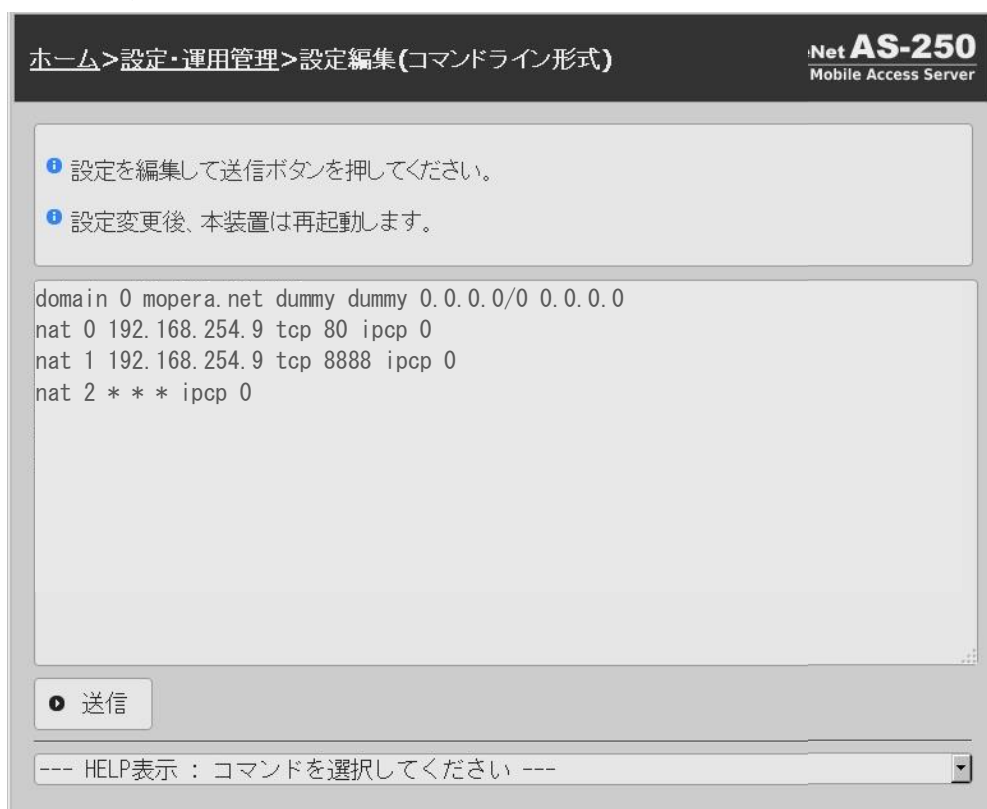 ホーム>設定・運用管理>設定編集(コマンドライン形式)
Net AS-250
Mobile Access Server
設定を編集して送信ボタンを押してください。
設定変更後、本装置は再起動します。
domain 0 mopera.net dummy dummy 0.0.0.0/0 0.0.0.0
nat 0 192.168.254.9 tcp 80 ipcp 0
nat 1 192.168.254.9 tcp 8888 ipcp 0
nat 2 * * * ipcp 0
送信
--- HELP表示 : コマンドを選択してください ---